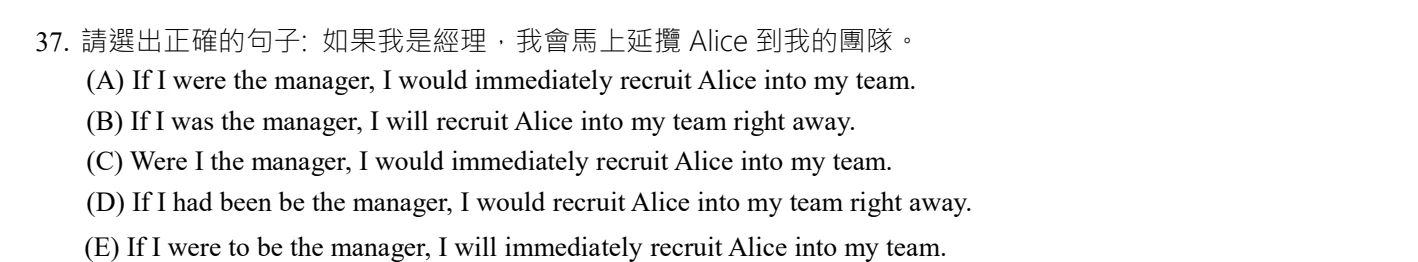 37. 請選出正確的句子: 如果我是經理，我會馬上延攬 Alice 到我的團隊。
(A) If I were the manager, I would immediately recruit Alice into my team.
(B) If I was the manager, I will recruit Alice into my team right away.
(C) Were I the manager, I would immediately recruit Alice into my team.
(D) If I had been be the manager, I would recruit Alice into my team right away.
(E) If I were to be the manager, I will immediately recruit Alice into my team.